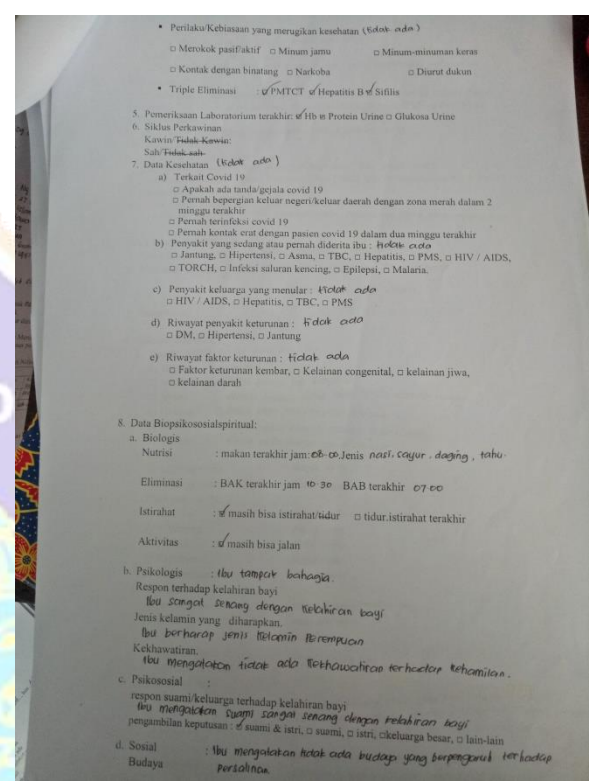 • Perilaku/Kebiasaan yang merugikan kesehatan (tidak ada)
□ Merokok pasif/aktif □ Minum jamu □ Minum-minuman keras
□ Kontak dengan binatung □ Narkoba □ Diurut dukun
• Triple Eliminasi : ☑ PMTCT ☑ Hepatitis B ☑ Sifilis
5. Pemeriksaan Laboratorium terakhir: ☑ Hb ☑ Protein Urine □ Glukosa Urine
6. Siklus Perkawinan
Kawin/Tidak Kawin:
Sah/Tidak sah
7. Data Kesehatan (tidak ada)
a) Terkait Covid 19
□ Apakah ada tanda/gejala covid 19
□ Pernah bepergian keluar negeri/keluar daerah dengan zona merah dalam 2
minggu terakhir
□ Pernah terinfeksi covid 19
□ Pernah kontak erat dengan pasien covid 19 dalam dua minggu terakhir
b) Penyakit yang sedang atau pernah diderita ibu : tidak ada
□ Jantung, □ Hipertensi, □ Asma, □ TBC, □ Hepatitis, □ PMS, □ HIV / AIDS,
□ TORCH, □ Infeksi saluran kencing, □ Epilepsi, □ Malaria.
c) Penyakit keluarga yang menular : tidak ada
□ HIV / AIDS, □ Hepatitis, □ TBC, □ PMS
d) Riwayat penyakit keturunan : tidak ada
□ DM, □ Hipertensi, □ Jantung
e) Riwayat faktor keturunan : tidak ada
□ Faktor keturunan kembar, □ Kelainan congenital, □ kelainan jiwa,
□ kelainan darah
8. Data Biopsikososialspiritual:
a. Biologis
Nutrisi : makan terakhir jam: 08.00. Jenis nasi, sayur, daging, tahu.
Eliminasi : BAK terakhir jam 10.30 BAB terakhir 07.00
Istirahat : ☑ masih bisa istirahat/tidur □ tidur.istirahat terakhir
Aktivitas : ☑ masih bisa jalan
b. Psikologis : Ibu tampak bahagia.
Respon terhadap kelahiran bayi
Ibu sangat senang dengan kelahiran bayi
Jenis kelamin yang diharapkan.
Ibu berharap jenis kelamin Perempuan
Kekhawatiran.
Ibu mengatakan tidak ada kekhawatiran terhadap kehamilan.
c. Psikososial :
respon suami/keluarga terhadap kelahiran bayi
Ibu mengatakan suami sangat senang dengan kelahiran bayi
pengambilan keputusan : ☑ suami & istri, □ suami, □ istri, □keluarga besar, □ lain-lain
d. Sosial : Ibu mengatakan tidak ada budaya yang berpengaruh terhadap
Budaya persalinan